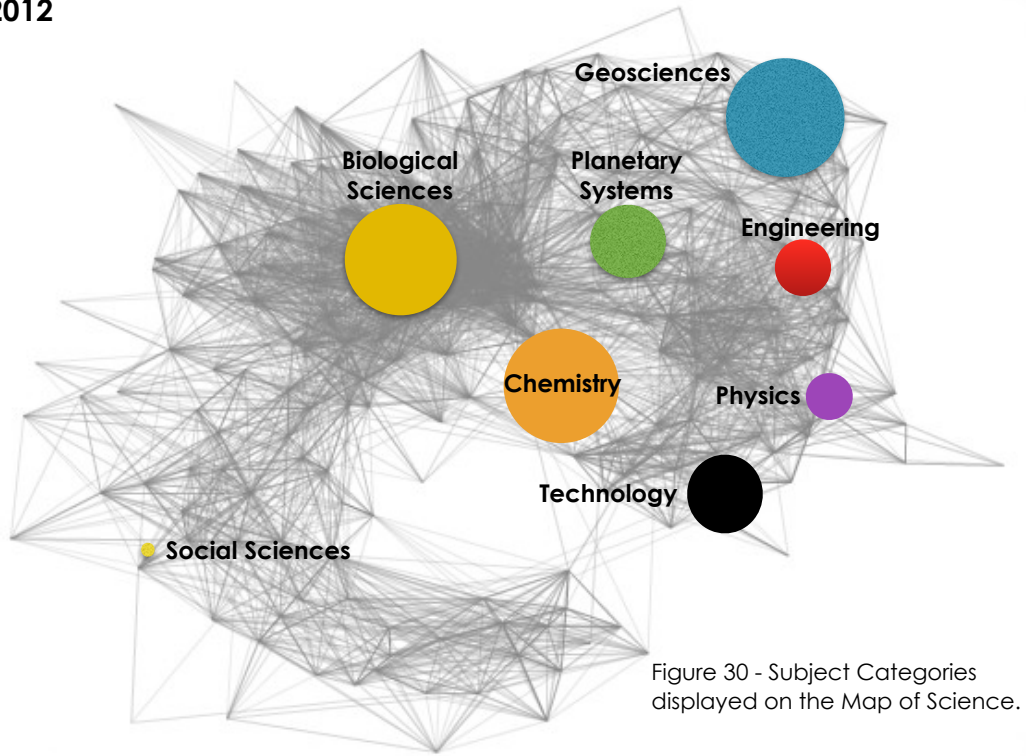 2012
Geosciences
Biological
Sciences
Planetary
Systems
Engineering
Chemistry
Physics
Technology
Social Sciences
Figure 30 - Subject Categories
displayed on the Map of Science.